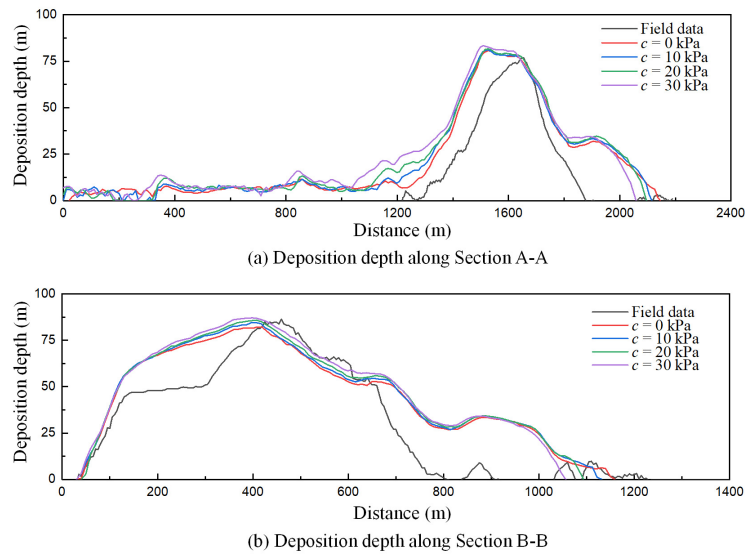 100
75
50
25
0
Deposition depth (m)
Field data
c = 0 kPa
c = 10 kPa
c = 20 kPa
c = 30 kPa
0 400 800 1200 1600 2000 2400
Distance (m)
(a) Deposition depth along Section A-A
100
75
50
25
0
Deposition depth (m)
Field data
c = 0 kPa
c = 10 kPa
c = 20 kPa
c = 30 kPa
0 200 400 600 800 1000 1200 1400
Distance (m)
(b) Deposition depth along Section B-B